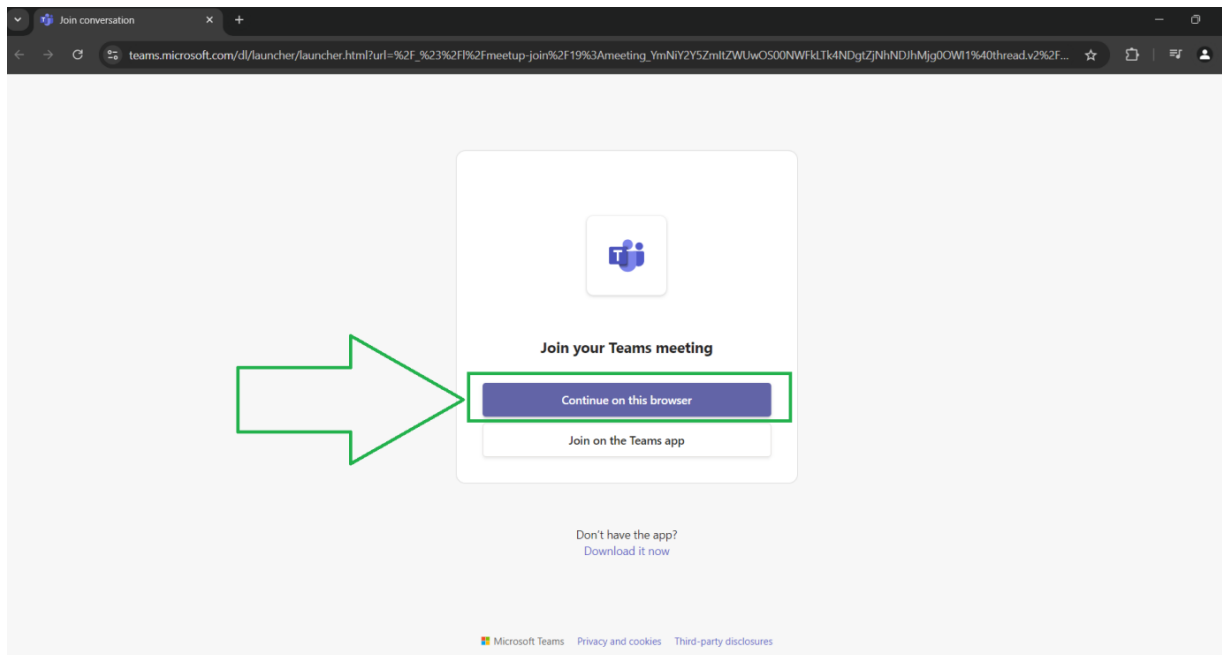 Join conversation
teams.microsoft.com/dl/launcher/launcher.html?url=%2F_%23%2Fl%2Fmeetup-join%2F19%3Ameeting_YmNiY2Y5ZmItZWUwOS00NWFkLTk4NDgtZjNhNDJhMjg0OWI1%40thread.v2%2F...
T
Join your Teams meeting
Continue on this browser
Join on the Teams app
Don't have the app?
Download it now
Microsoft Teams Privacy and cookies Third-party disclosures